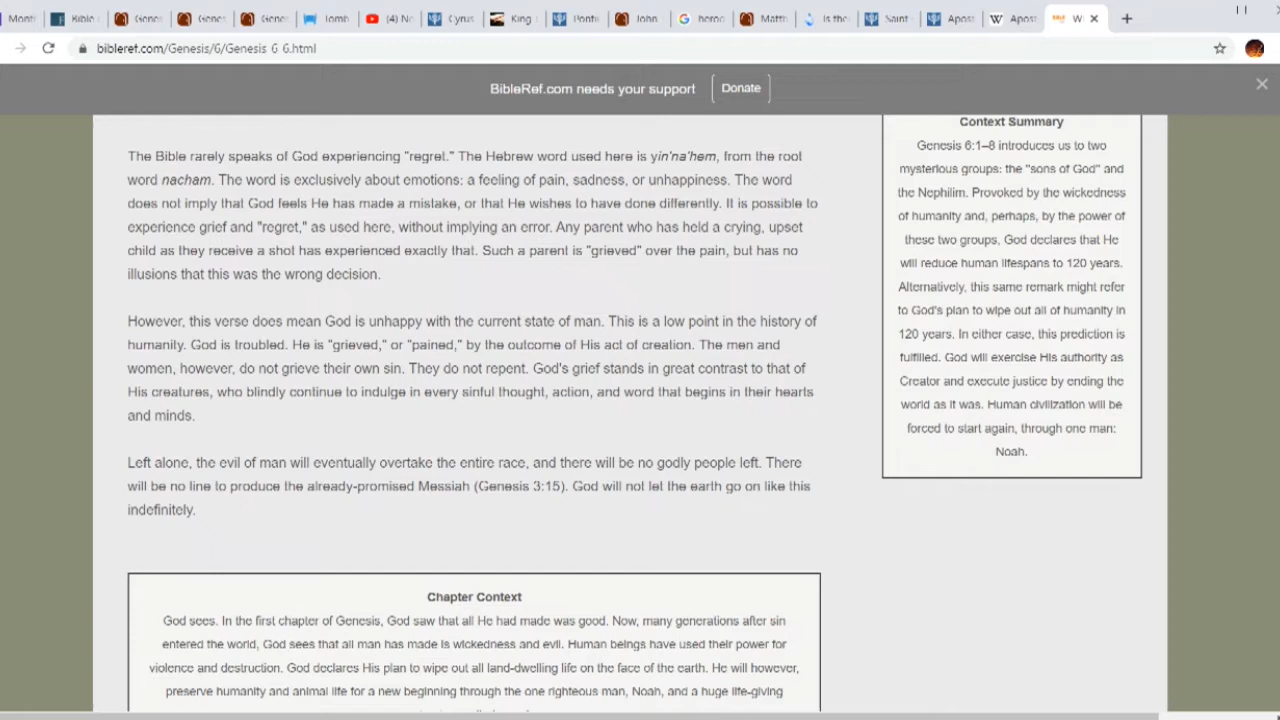 Mont
Bible
Genes
Genes
Genes
Tomb
(4) No
Cyrus
King
Ponti
John
G heroc
Matth
Is the
Saint
Apost
W Apost
W
bibleref.com/Genesis/6/Genesis 6 6.html
BibleRef.com needs your support Donate
The Bible rarely speaks of God experiencing "regret." The Hebrew word used here is yin'na'hem, from the root
word nacham. The word is exclusively about emotions: a feeling of pain, sadness, or unhappiness. The word
does not imply that God feels He has made a mistake, or that He wishes to have done differently. It is possible to
experience grief and "regret," as used here, without implying an error. Any parent who has held a crying, upset
child as they receive a shot has experienced exactly that. Such a parent is "grieved" over the pain, but has no
illusions that this was the wrong decision.
However, this verse does mean God is unhappy with the current state of man. This is a low point in the history of
humanity. God is troubled. He is "grieved," or "pained," by the outcome of His act of creation. The men and
women, however, do not grieve their own sin. They do not repent. God's grief stands in great contrast to that of
His creatures, who blindly continue to indulge in every sinful thought, action, and word that begins in their hearts
and minds.
Left alone, the evil of man will eventually overtake the entire race, and there will be no godly people left. There
will be no line to produce the already-promised Messiah (Genesis 3:15). God will not let the earth go on like this
indefinitely.
Context Summary
Genesis 6:1–8 introduces us to two
mysterious groups: the "sons of God" and
the Nephilim. Provoked by the wickedness
of humanity and, perhaps, by the power of
these two groups, God declares that He
will reduce human lifespans to 120 years.
Alternatively, this same remark might refer
to God's plan to wipe out all of humanity in
120 years. In either case, this prediction is
fulfilled. God will exercise His authority as
Creator and execute justice by ending the
world as it was. Human civilization will be
forced to start again, through one man:
Noah.
Chapter Context
God sees. In the first chapter of Genesis, God saw that all He had made was good. Now, many generations after sin
entered the world, God sees that all man has made is wickedness and evil. Human beings have used their power for
violence and destruction. God declares His plan to wipe out all land-dwelling life on the face of the earth. He will however,
preserve humanity and animal life for a new beginning through the one righteous man, Noah, and a huge life-giving